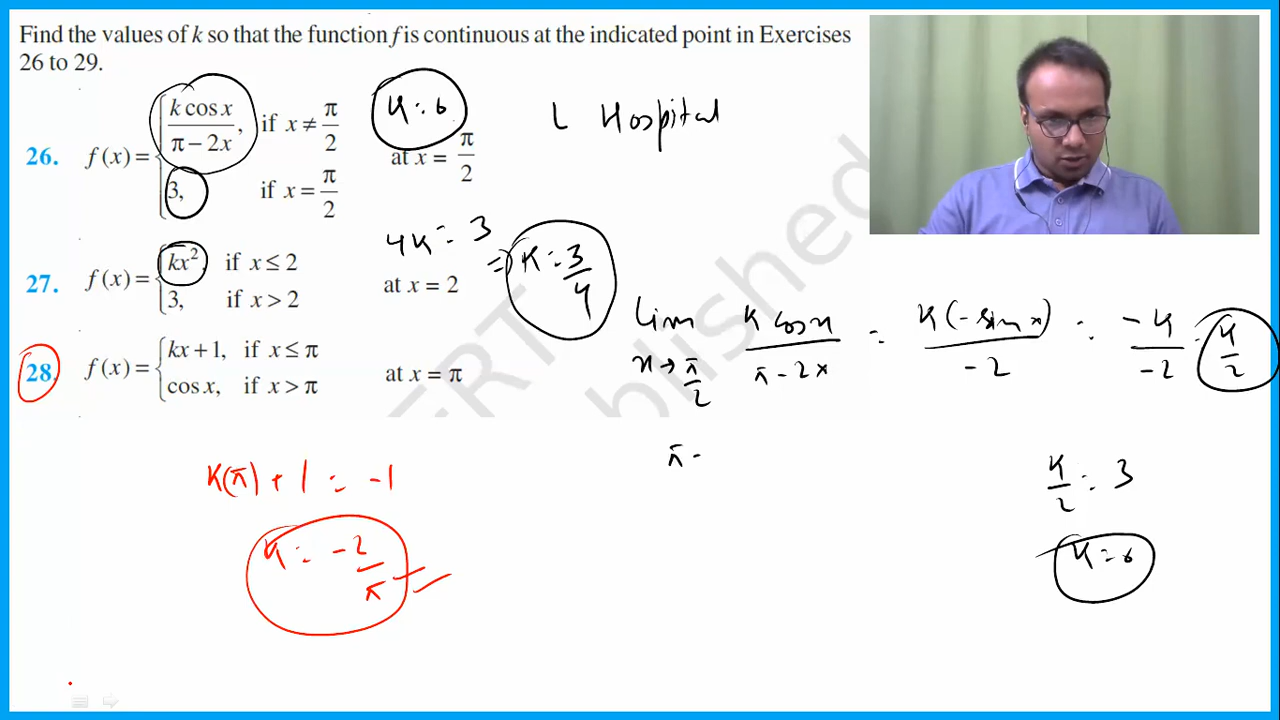 Find the values of k so that the function f is continuous at the indicated point in Exercises
26 to 29.
26. f(x) = { k cos x / π − 2x, if x ≠ π/2
3, if x = π/2
at x = π/2
K = 6
L Hospital
27. f(x) = { kx², if x ≤ 2
3, if x > 2
at x = 2
4K = 3
⇒ K = 3/4
28. f(x) = { kx + 1, if x ≤ π
cos x, if x > π
at x = π
Lim x → π/2 K cos x / π − 2x = K(− sin x) / −2 = −K / −2 = K/2
π −
K/2 = 3
K = 6
K(π) + 1 = −1
K = −2/π
ERT
blished